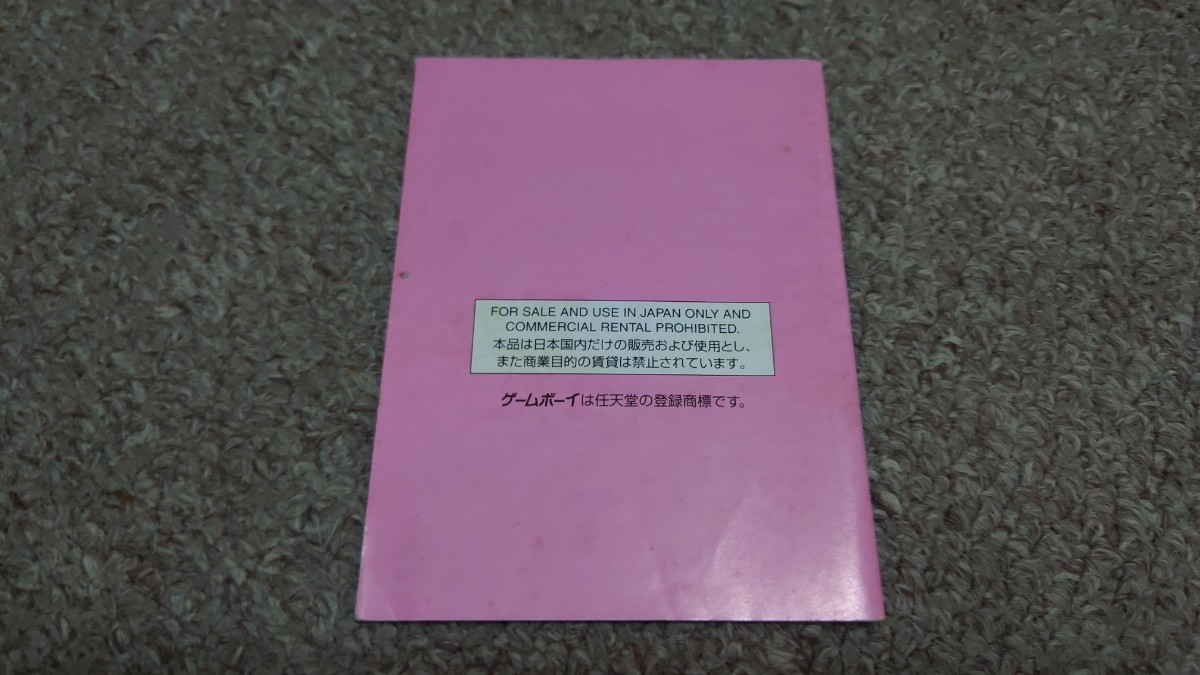 FOR SALE AND USE IN JAPAN ONLY AND
COMMERCIAL RENTAL PROHIBITED.
本品は日本国内だけの販売および使用とし、
また商業目的の賃貸は禁止されています。
ゲームボーイは任天堂の登録商標です。